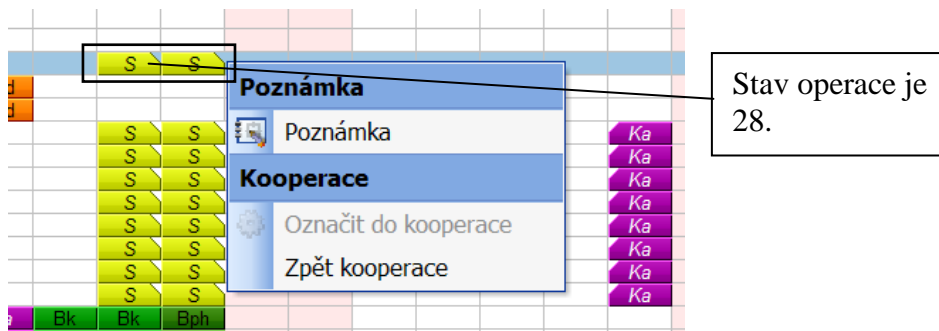 S S
Poznámka
Stav operace je
28.
d
d
Poznámka
S S Ka
S S Ka
Kooperace
S S Ka
S S Ka
Označit do kooperace
S S Ka
S S Ka
Zpět kooperace
S S Ka
S S Ka
Bk Bk Bph